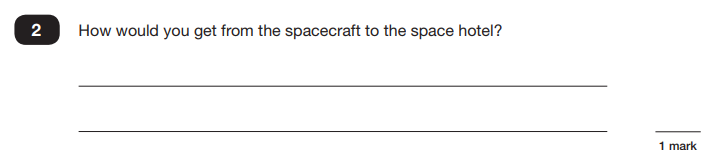 2 How would you get from the spacecraft to the space hotel?
1 mark